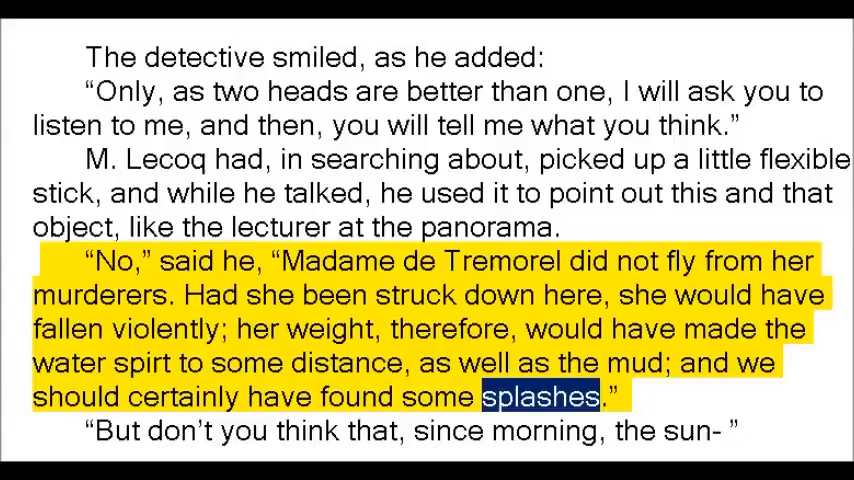 The detective smiled, as he added:
“Only, as two heads are better than one, I will ask you to
listen to me, and then, you will tell me what you think.”
M. Lecoq had, in searching about, picked up a little flexible
stick, and while he talked, he used it to point out this and that
object, like the lecturer at the panorama.
“No,” said he, “Madame de Tremorel did not fly from her
murderers. Had she been struck down here, she would have
fallen violently; her weight, therefore, would have made the
water spirt to some distance, as well as the mud; and we
should certainly have found some splashes.”
“But don’t you think that, since morning, the sun- ”